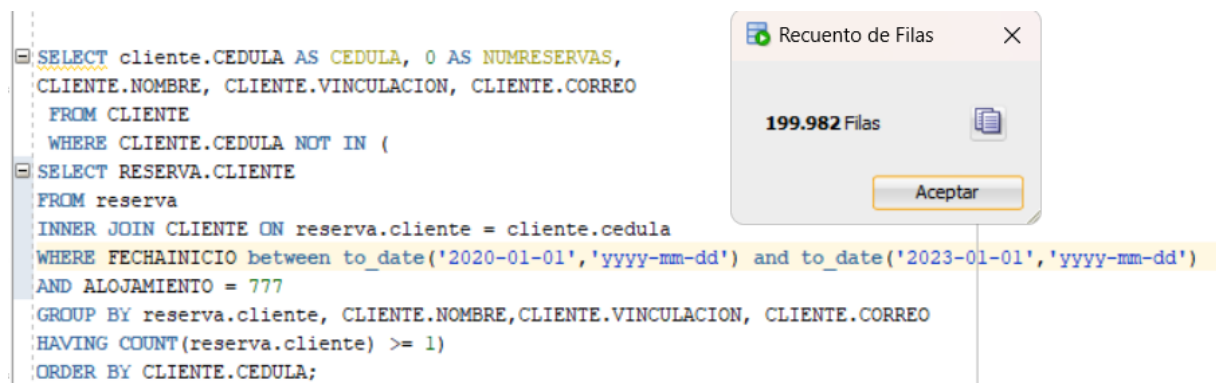 SELECT cliente.CEDULA AS CEDULA, 0 AS NUMRESERVAS,
CLIENTE.NOMBRE, CLIENTE.VINCULACION, CLIENTE.CORREO
FROM CLIENTE
WHERE CLIENTE.CEDULA NOT IN (
SELECT RESERVA.CLIENTE
FROM reserva
INNER JOIN CLIENTE ON reserva.cliente = cliente.cedula
WHERE FECHAINICIO between to_date('2020-01-01','yyyy-mm-dd') and to_date('2023-01-01','yyyy-mm-dd')
AND ALOJAMIENTO = 777
GROUP BY reserva.cliente, CLIENTE.NOMBRE,CLIENTE.VINCULACION, CLIENTE.CORREO
HAVING COUNT(reserva.cliente) >= 1)
ORDER BY CLIENTE.CEDULA;
Recuento de Filas
199.982 Filas
Aceptar